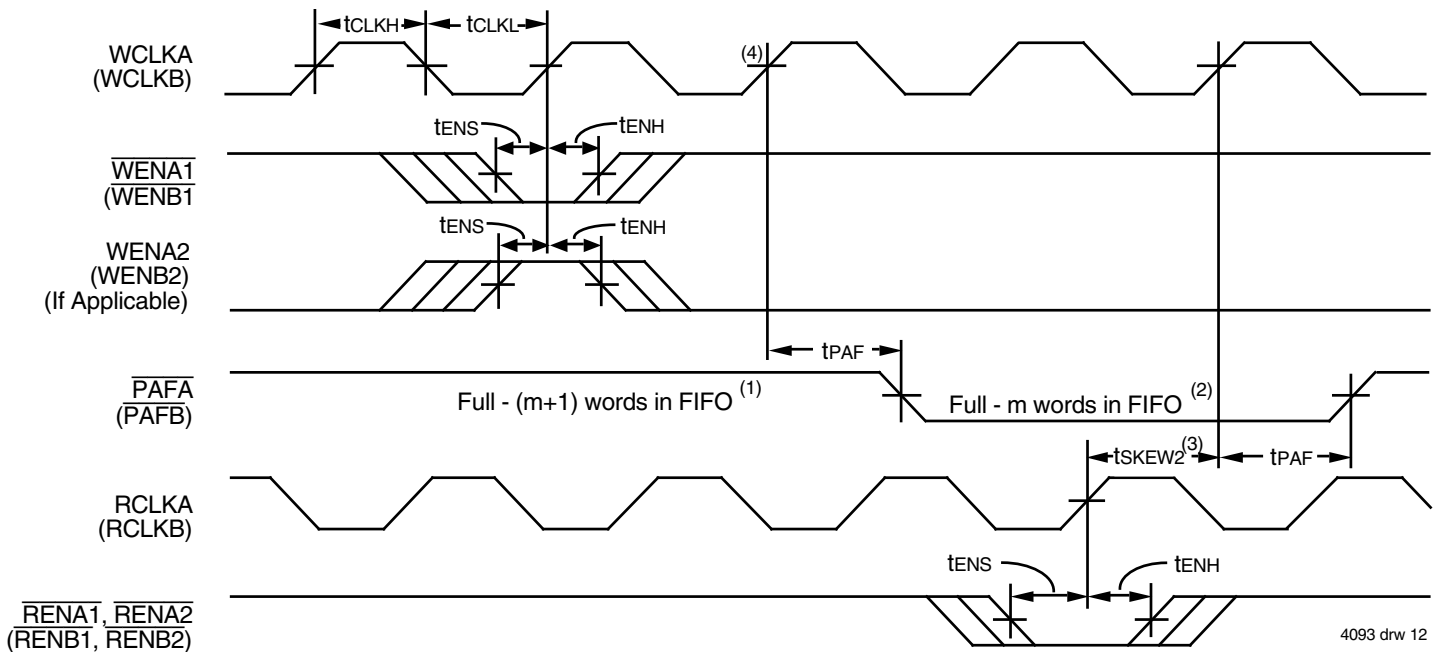 tCLKH
tCLKL
WCLKA
(WCLKB)
(4)
tENS
tENH
WENA1
(WENB1
tENS
tENH
WENA2
(WENB2)
(If Applicable)
tPAF
PAFA
(PAFB)
Full - (m+1) words in FIFO (1)
Full - m words in FIFO (2)
tSKEW2(3)
tPAF
RCLKA
(RCLKB)
tENS
tENH
RENA1, RENA2
(RENB1, RENB2)
4093 drw 12